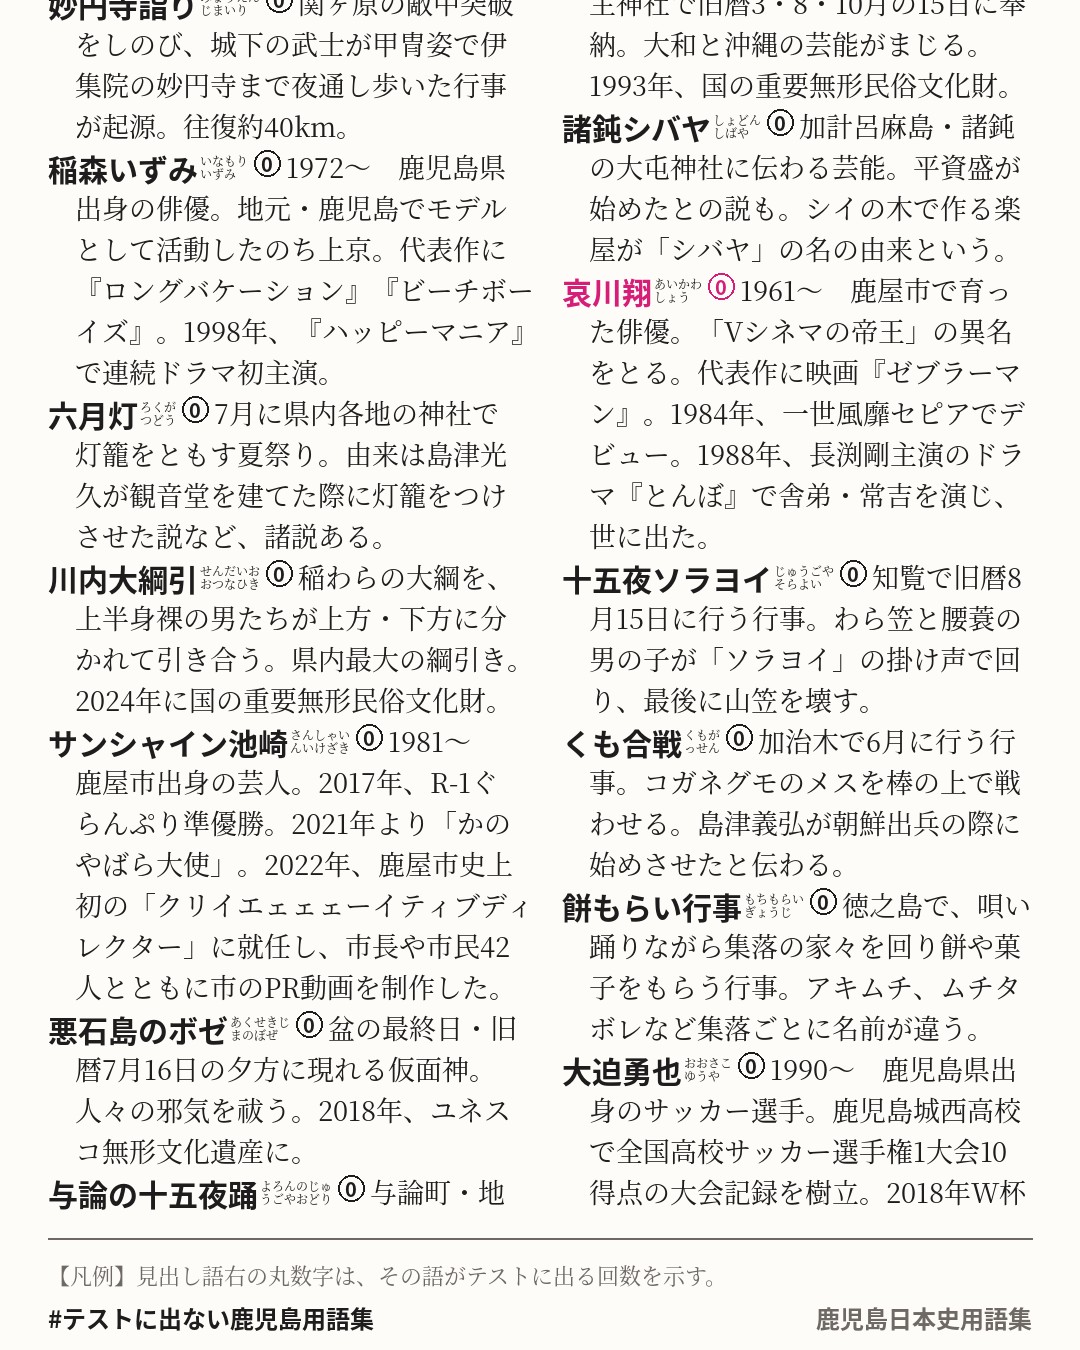 妙円寺詣り じまいり ⓪ 関ヶ原の敵中突破
をしのび、城下の武士が甲冑姿で伊
集院の妙円寺まで夜通し歩いた行事
が起源。往復約40km。
稲森いずみ いなもりいずみ ⓪ 1972〜 鹿児島県
出身の俳優。地元・鹿児島でモデル
として活動したのち上京。代表作に
『ロングバケーション』『ビーチボー
イズ』。1998年、『ハッピーマニア』
で連続ドラマ初主演。
六月灯 ろくがつどう ⓪ 7月に県内各地の神社で
灯籠をともす夏祭り。由来は島津光
久が観音堂を建てた際に灯籠をつけ
させた説など、諸説ある。
川内大綱引 せんだいおおつなひき ⓪ 稲わらの大綱を、
上半身裸の男たちが上方・下方に分
かれて引き合う。県内最大の綱引き。
2024年に国の重要無形民俗文化財。
サンシャイン池崎 さんしゃいんいけざき ⓪ 1981〜
鹿屋市出身の芸人。2017年、R-1ぐ
らんぷり準優勝。2021年より「かの
やばら大使」。2022年、鹿屋市史上
初の「クリイエェェェーイティブディ
レクター」に就任し、市長や市民42
人とともに市のPR動画を制作した。
悪石島のボゼ あくせきじまのぼぜ ⓪ 盆の最終日・旧
暦7月16日の夕方に現れる仮面神。
人々の邪気を祓う。2018年、ユネス
コ無形文化遺産に。
与論の十五夜踊 よろんのじゅうごやおどり ⓪ 与論町・地
主神社で旧暦3・8・10月の15日に奉
納。大和と沖縄の芸能がまじる。
1993年、国の重要無形民俗文化財。
諸鈍シバヤ しょどんしばや ⓪ 加計呂麻島・諸鈍
の大屯神社に伝わる芸能。平資盛が
始めたとの説も。シイの木で作る楽
屋が「シバヤ」の名の由来という。
哀川翔 あいかわしょう ⓪ 1961〜 鹿屋市で育っ
た俳優。「Vシネマの帝王」の異名
をとる。代表作に映画『ゼブラーマ
ン』。1984年、一世風靡セピアでデ
ビュー。1988年、長渕剛主演のドラ
マ『とんぼ』で舎弟・常吉を演じ、
世に出た。
十五夜ソラヨイ じゅうごやそらよい ⓪ 知覧で旧暦8
月15日に行う行事。わら笠と腰蓑の
男の子が「ソラヨイ」の掛け声で回
り、最後に山笠を壊す。
くも合戦 くもがっせん ⓪ 加治木で6月に行う行
事。コガネグモのメスを棒の上で戦
わせる。島津義弘が朝鮮出兵の際に
始めさせたと伝わる。
餅もらい行事 もちもらいぎょうじ ⓪ 徳之島で、唄い
踊りながら集落の家々を回り餅や菓
子をもらう行事。アキムチ、ムチタ
ボレなど集落ごとに名前が違う。
大迫勇也 おおさこゆうや ⓪ 1990〜 鹿児島県出
身のサッカー選手。鹿児島城西高校
で全国高校サッカー選手権1大会10
得点の大会記録を樹立。2018年W杯
【凡例】見出し語右の丸数字は、その語がテストに出る回数を示す。
#テストに出ない鹿児島用語集
鹿児島日本史用語集